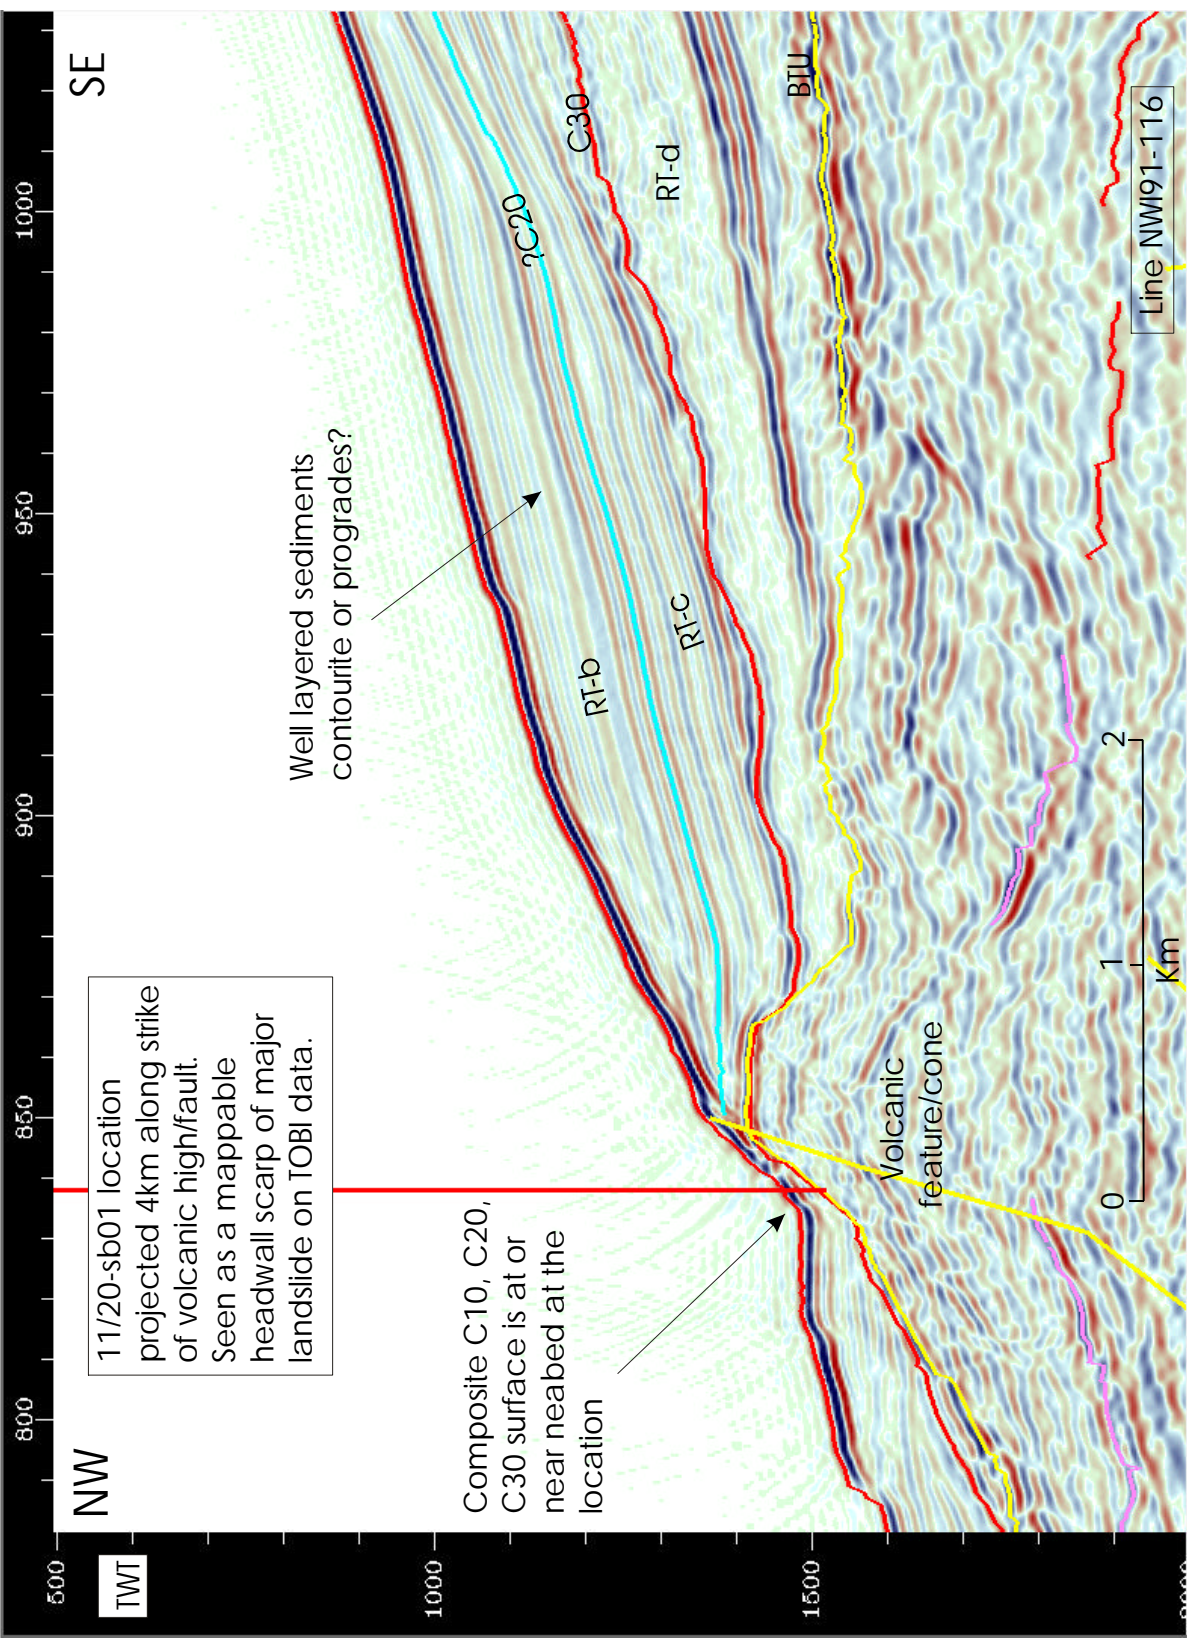 NW
SE
TWT
800
850
900
950
1000
500
1000
1500
11/20-sb01 location
projected 4km along strike
of volcanic high/fault.
Seen as a mappable
headwall scarp of major
landslide on TOBI data.
Well layered sediments
contourite or progrades?
Composite C10, C20,
C30 surface is at or
near neabed at the
location
?C20
C30
RT-b
RT-c
RT-d
BTU
Volcanic
feature/cone
0
1
2
Km
Line NWI91-116